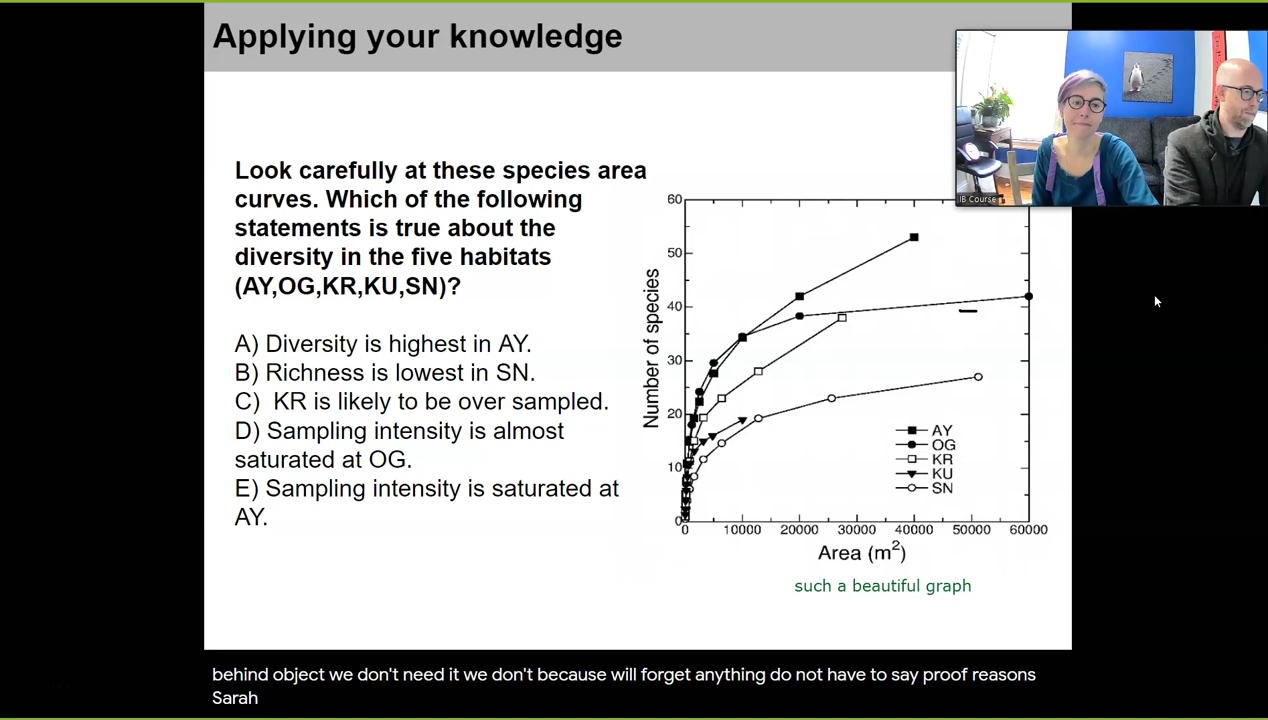 Applying your knowledge
Look carefully at these species area
curves. Which of the following
statements is true about the
diversity in the five habitats
(AY,OG,KR,KU,SN)?
A) Diversity is highest in AY.
B) Richness is lowest in SN.
C)  KR is likely to be over sampled.
D) Sampling intensity is almost
saturated at OG.
E) Sampling intensity is saturated at
AY.
Number of species
60
50
40
30
20
10
0
0 10000 20000 30000 40000 50000 60000
Area (m²)
AY
OG
KR
KU
SN
such a beautiful graph
IB Course
behind object we don't need it we don't because will forget anything do not have to say proof reasons
Sarah